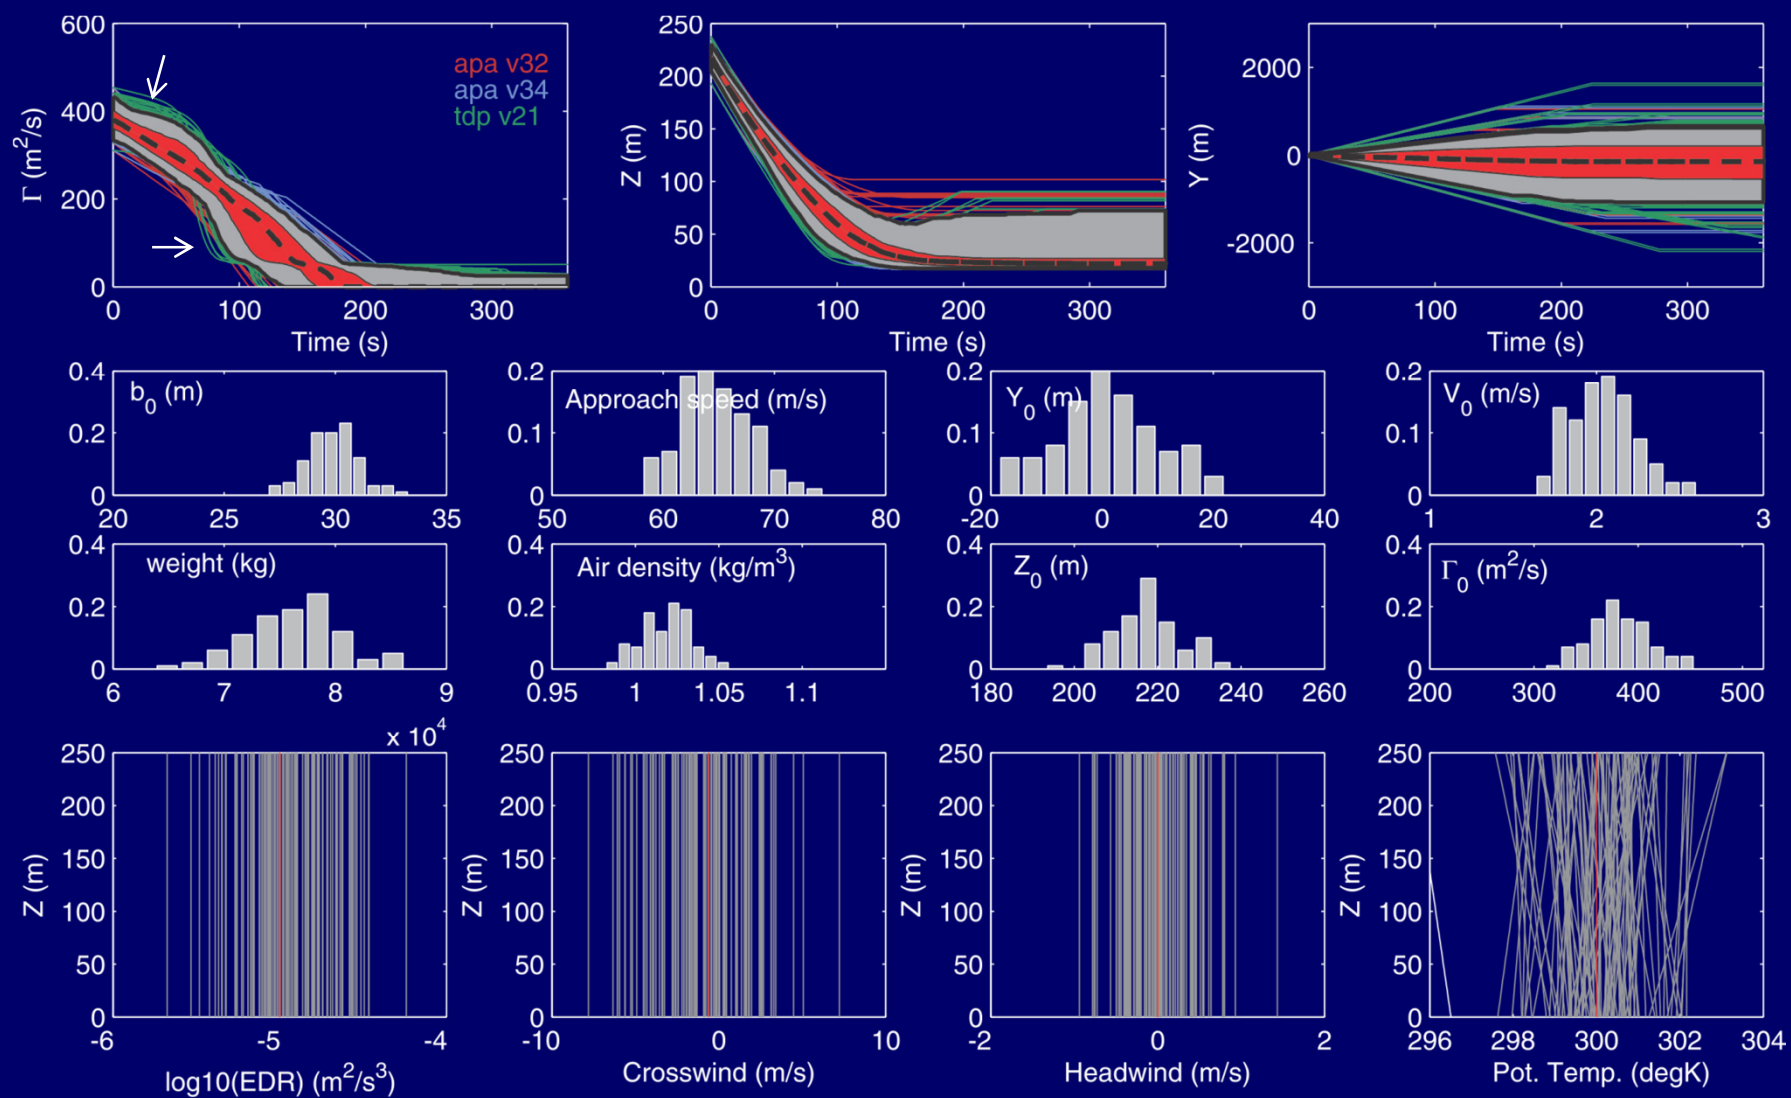 600
400
200
0
Γ (m²/s)
apa v32
apa v34
tdp v21
0 100 200 300
Time (s)
250
200
150
100
50
0
Z (m)
0 100 200 300
Time (s)
2000
0
-2000
Y (m)
0 100 200 300
Time (s)
0.4
0.2
0
b₀ (m)
20 25 30 35
0.2
0.1
0
Approach speed (m/s)
50 60 70 80
0.2
0.1
0
Y₀ (m)
-20 0 20 40
0.4
0.2
0
V₀ (m/s)
1 2 3
0.4
0.2
0
weight (kg)
6 7 8 9
x 10⁴
0.4
0.2
0
Air density (kg/m³)
0.95 1 1.05 1.1
0.4
0.2
0
Z₀ (m)
180 200 220 240 260
0.4
0.2
0
Γ₀ (m²/s)
200 300 400 500
250
200
150
100
50
0
Z (m)
-6 -5 -4
log10(EDR) (m²/s³)
250
200
150
100
50
0
Z (m)
-10 0 10
Crosswind (m/s)
250
200
150
100
50
0
Z (m)
-2 0 2
Headwind (m/s)
250
200
150
100
50
0
Z (m)
296 298 300 302 304
Pot. Temp. (degK)